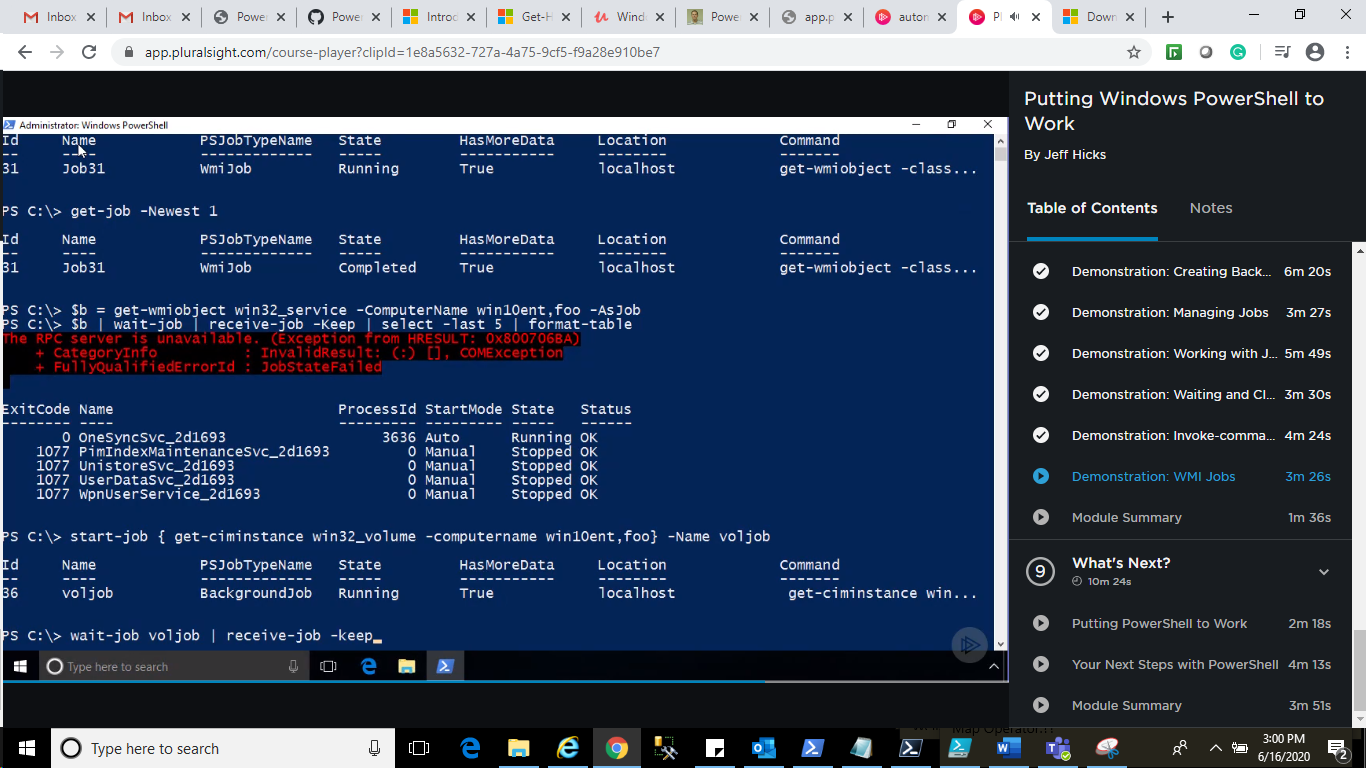 Inbox
Inbox
Power
Power
Introd
Get-H
Wind
Power
app.p
auton
Pl
Down
app.pluralsight.com/course-player?clipId=1e8a5632-727a-4a75-9cf5-f9a28e910be7
Administrator: Windows PowerShell
Id Name PSJobTypeName State HasMoreData Location Command
-- ---- ------------- ----- ----------- -------- -------
31 Job31 WmiJob Running True localhost get-wmiobject -class...
PS C:\> get-job -Newest 1
Id Name PSJobTypeName State HasMoreData Location Command
-- ---- ------------- ----- ----------- -------- -------
31 Job31 WmiJob Completed True localhost get-wmiobject -class...
PS C:\> $b = get-wmiobject win32_service -ComputerName win10ent,foo -AsJob
PS C:\> $b | wait-job | receive-job -Keep | select -last 5 | format-table
The RPC server is unavailable. (Exception from HRESULT: 0x800706BA)
+ CategoryInfo : InvalidResult: (:) [], COMException
+ FullyQualifiedErrorId : JobStateFailed
ExitCode Name ProcessId StartMode State Status
-------- ---- --------- --------- ----- ------
0 OneSyncSvc_2d1693 3636 Auto Running OK
1077 PimIndexMaintenanceSvc_2d1693 0 Manual Stopped OK
1077 UnistoreSvc_2d1693 0 Manual Stopped OK
1077 UserDataSvc_2d1693 0 Manual Stopped OK
1077 WpnUserService_2d1693 0 Manual Stopped OK
PS C:\> start-job { get-ciminstance win32_volume -computername win10ent,foo} -Name voljob
Id Name PSJobTypeName State HasMoreData Location Command
-- ---- ------------- ----- ----------- -------- -------
36 voljob BackgroundJob Running True localhost get-ciminstance win...
PS C:\> wait-job voljob | receive-job -keep_
Type here to search
Putting Windows PowerShell to
Work
By Jeff Hicks
Table of Contents Notes
Demonstration: Creating Back... 6m 20s
Demonstration: Managing Jobs 3m 27s
Demonstration: Working with J... 5m 49s
Demonstration: Waiting and Cl... 3m 30s
Demonstration: Invoke-comma... 4m 24s
Demonstration: WMI Jobs 3m 26s
Module Summary 1m 36s
9 What's Next?
10m 24s
Putting PowerShell to Work 2m 18s
Your Next Steps with PowerShell 4m 13s
Module Summary 3m 51s
Type here to search
3:00 PM
6/16/2020
2